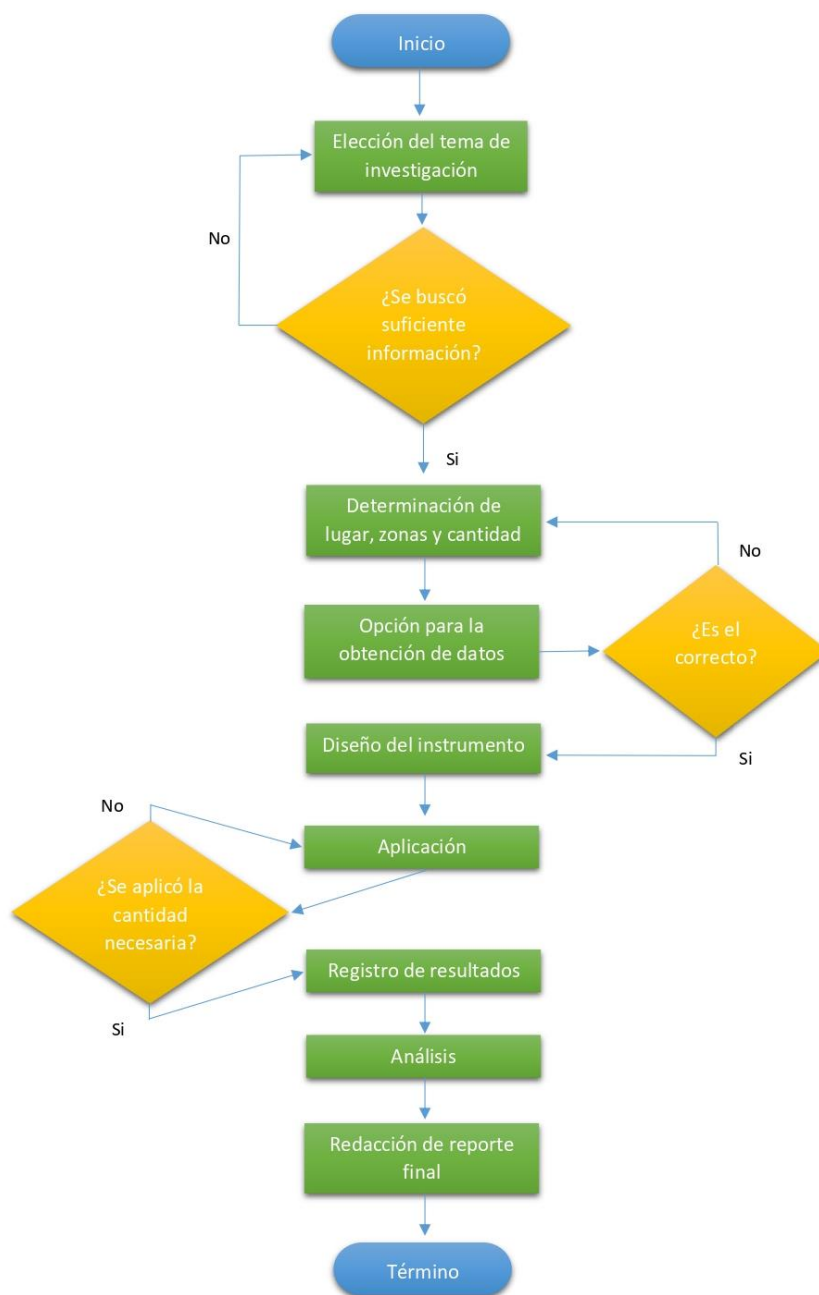 Inicio
Elección del tema de
investigación
No
¿Se buscó
suficiente
información?
Si
Determinación de
lugar, zonas y cantidad
No
Opción para la
obtención de datos
¿Es el
correcto?
Diseño del instrumento
Si
No
Aplicación
¿Se aplicó la
cantidad
necesaria?
Registro de resultados
Si
Análisis
Redacción de reporte
final
Término